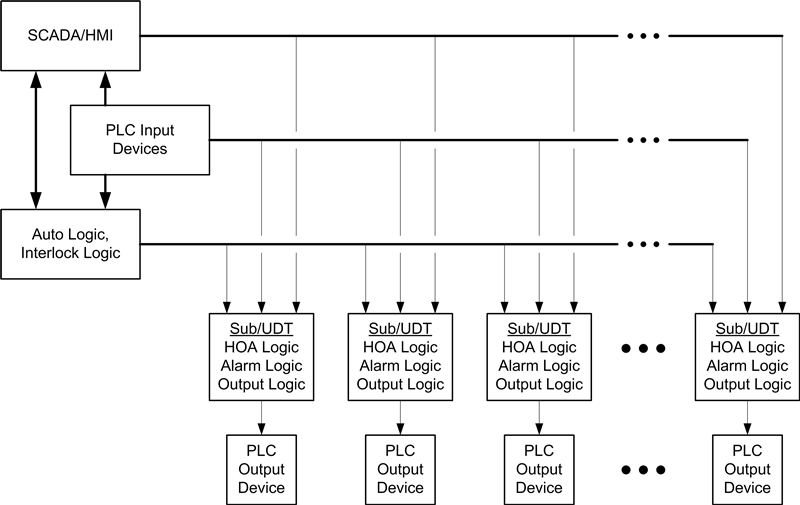 SCADA/HMI
PLC Input
Devices
Auto Logic,
Interlock Logic
Sub/UDT
HOA Logic
Alarm Logic
Output Logic
Sub/UDT
HOA Logic
Alarm Logic
Output Logic
Sub/UDT
HOA Logic
Alarm Logic
Output Logic
Sub/UDT
HOA Logic
Alarm Logic
Output Logic
PLC
Output
Device
PLC
Output
Device
PLC
Output
Device
PLC
Output
Device